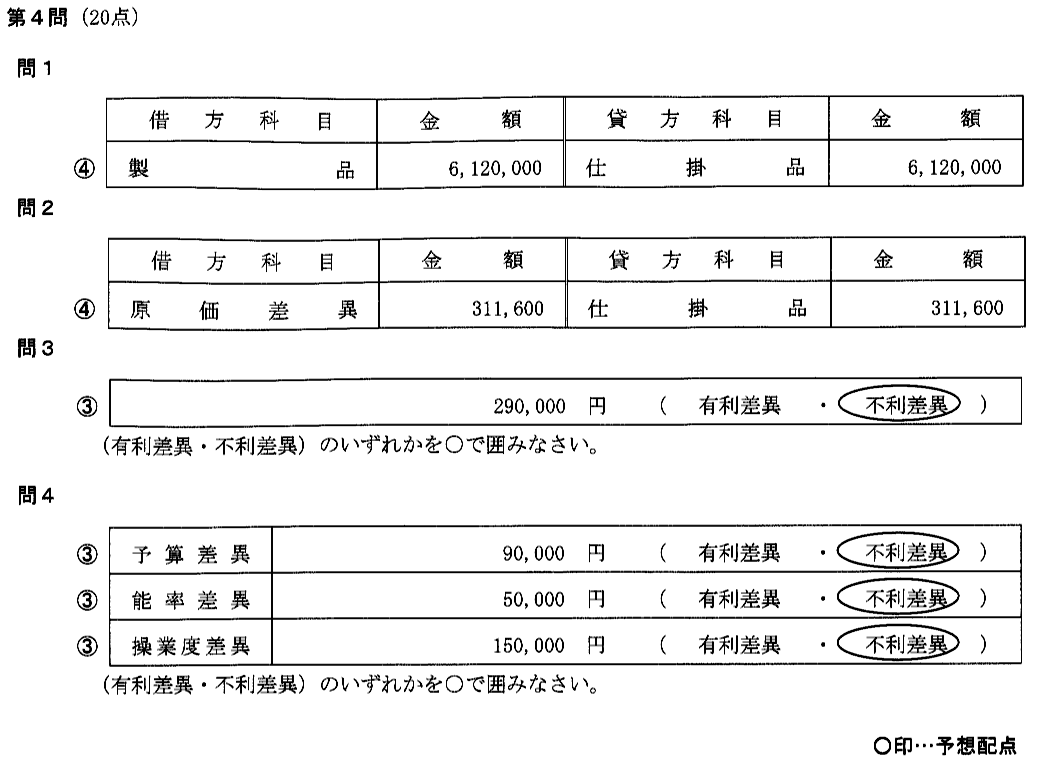 第4問（20点）
問1
借方科目 金額 貸方科目 金額
④ 製品 6,120,000 仕掛品 6,120,000
問2
借方科目 金額 貸方科目 金額
④ 原価差異 311,600 仕掛品 311,600
問3
③ 290,000 円 （ 有利差異 ・ 不利差異 ）
（有利差異・不利差異）のいずれかを○で囲みなさい。
問4
③ 予算差異 90,000 円 （ 有利差異 ・ 不利差異 ）
③ 能率差異 50,000 円 （ 有利差異 ・ 不利差異 ）
③ 操業度差異 150,000 円 （ 有利差異 ・ 不利差異 ）
（有利差異・不利差異）のいずれかを○で囲みなさい。
○印…予想配点